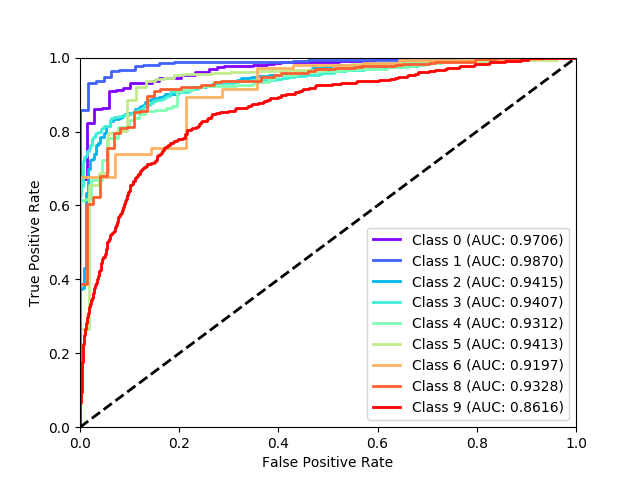 1.0
0.8
0.6
0.4
0.2
0.0
True Positive Rate
Class 0 (AUC: 0.9706)
Class 1 (AUC: 0.9870)
Class 2 (AUC: 0.9415)
Class 3 (AUC: 0.9407)
Class 4 (AUC: 0.9312)
Class 5 (AUC: 0.9413)
Class 6 (AUC: 0.9197)
Class 8 (AUC: 0.9328)
Class 9 (AUC: 0.8616)
0.0 0.2 0.4 0.6 0.8 1.0
False Positive Rate